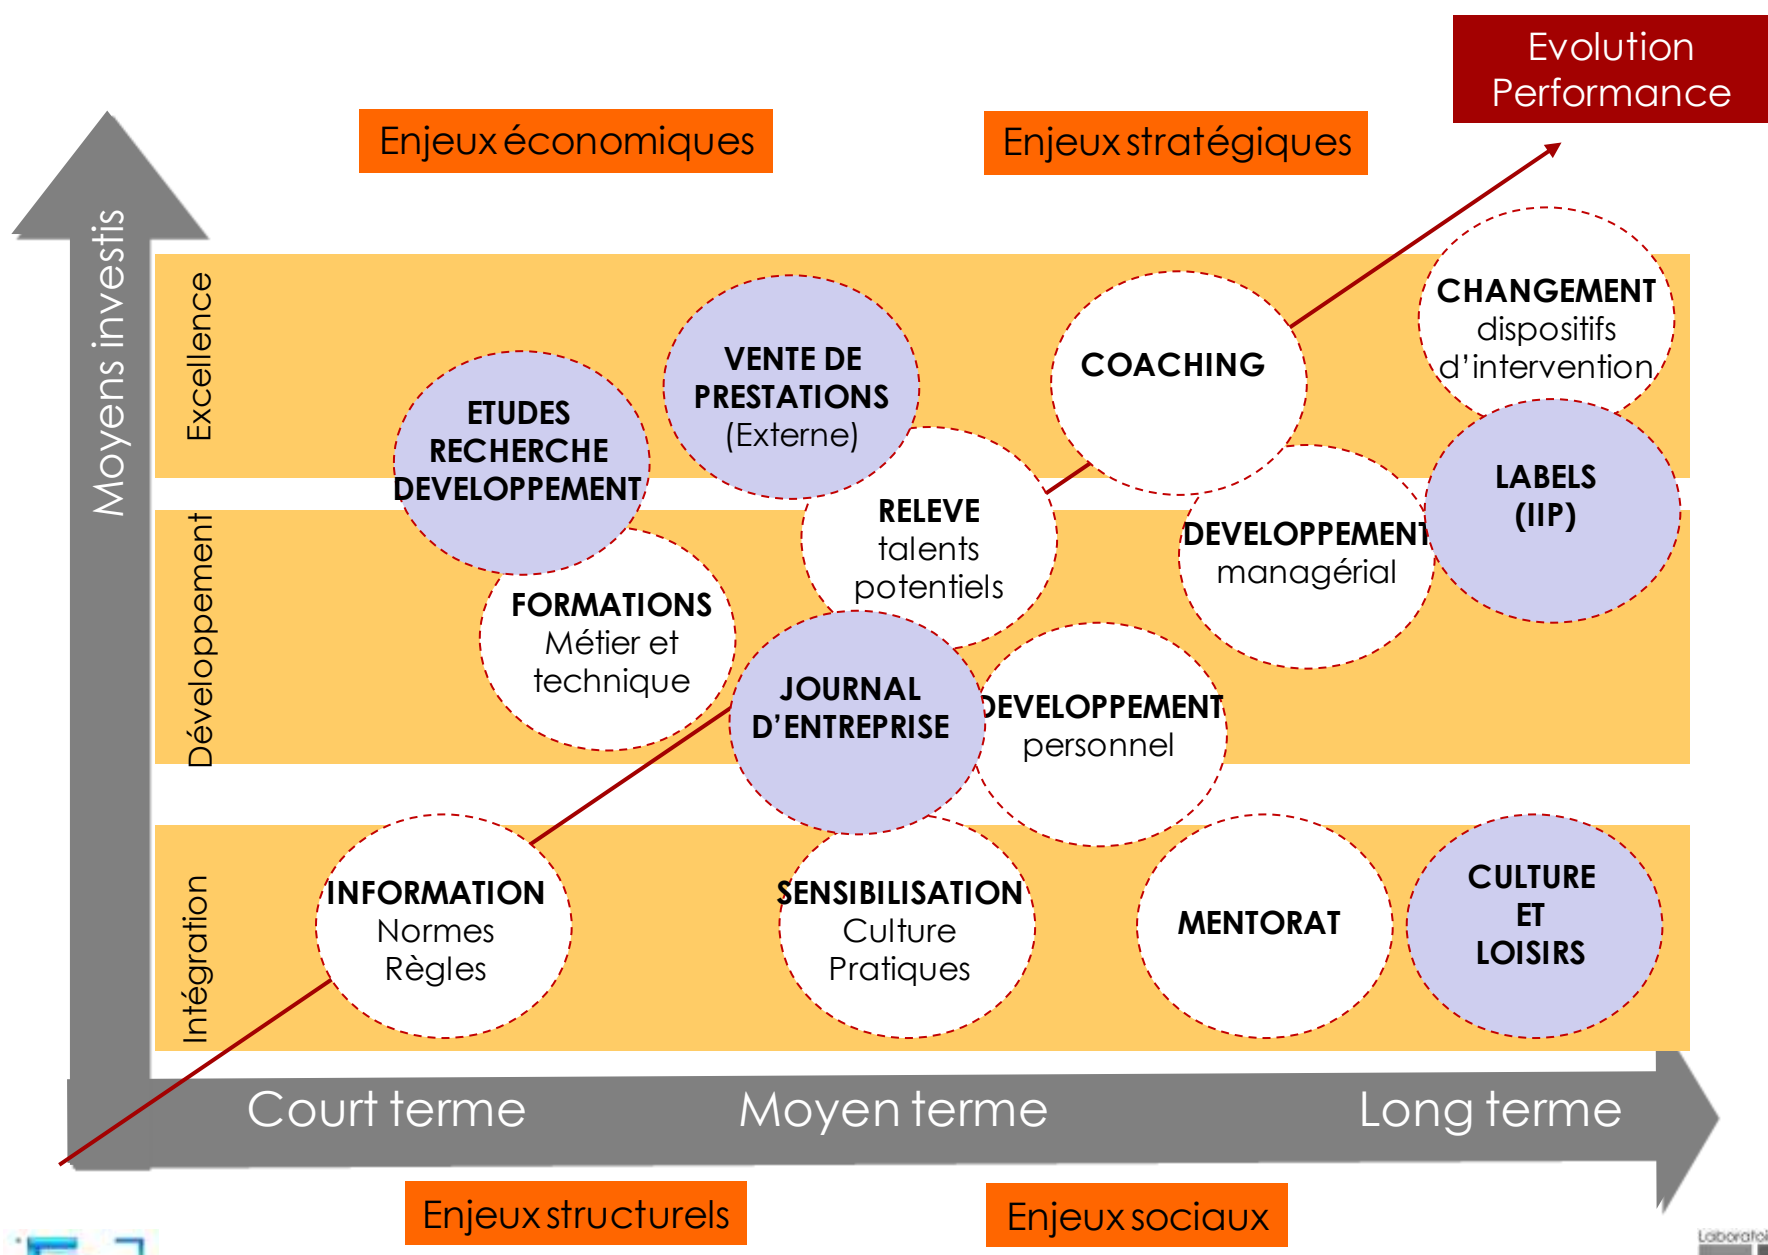 Evolution
Performance
Enjeux économiques
Enjeux stratégiques
Moyens investis
Excellence
CHANGEMENT
dispositifs
d’intervention
VENTE DE
PRESTATIONS
(Externe)
COACHING
ETUDES
RECHERCHE
DEVELOPPEMENT
LABELS
(IIP)
Développement
RELEVE
talents
potentiels
DEVELOPPEMENT
managérial
FORMATIONS
Métier et
technique
JOURNAL
D’ENTREPRISE
DEVELOPPEMENT
personnel
Intégration
INFORMATION
Normes
Règles
SENSIBILISATION
Culture
Pratiques
MENTORAT
CULTURE
ET
LOISIRS
Court terme
Moyen terme
Long terme
Enjeux structurels
Enjeux sociaux